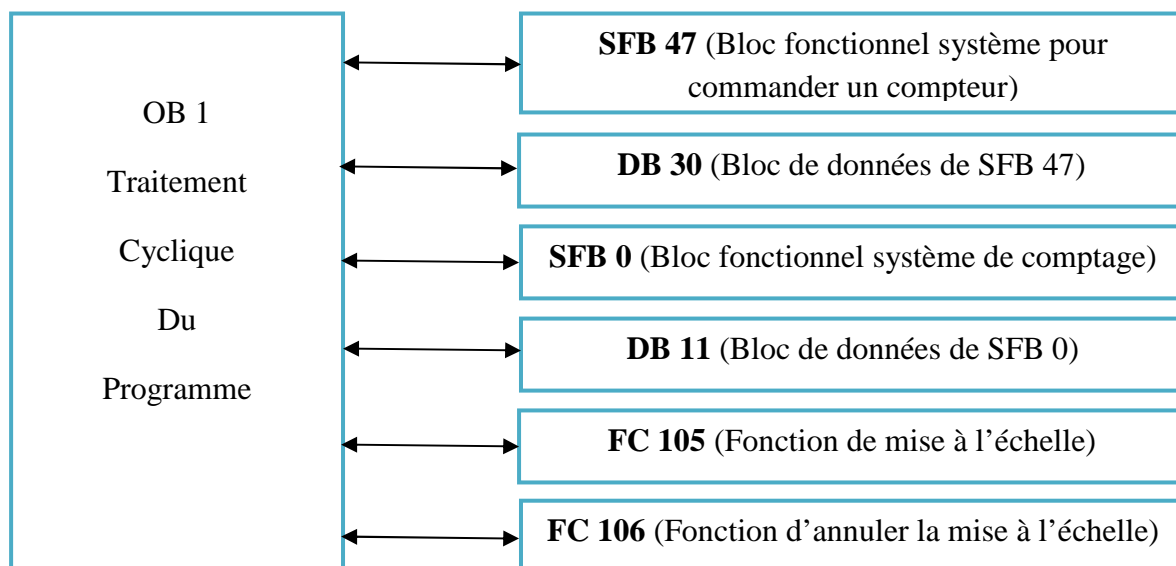 OB 1
Traitement
Cyclique
Du
Programme
SFB 47 (Bloc fonctionnel système pour
commander un compteur)
DB 30 (Bloc de données de SFB 47)
SFB 0 (Bloc fonctionnel système de comptage)
DB 11 (Bloc de données de SFB 0)
FC 105 (Fonction de mise à l’échelle)
FC 106 (Fonction d’annuler la mise à l’échelle)